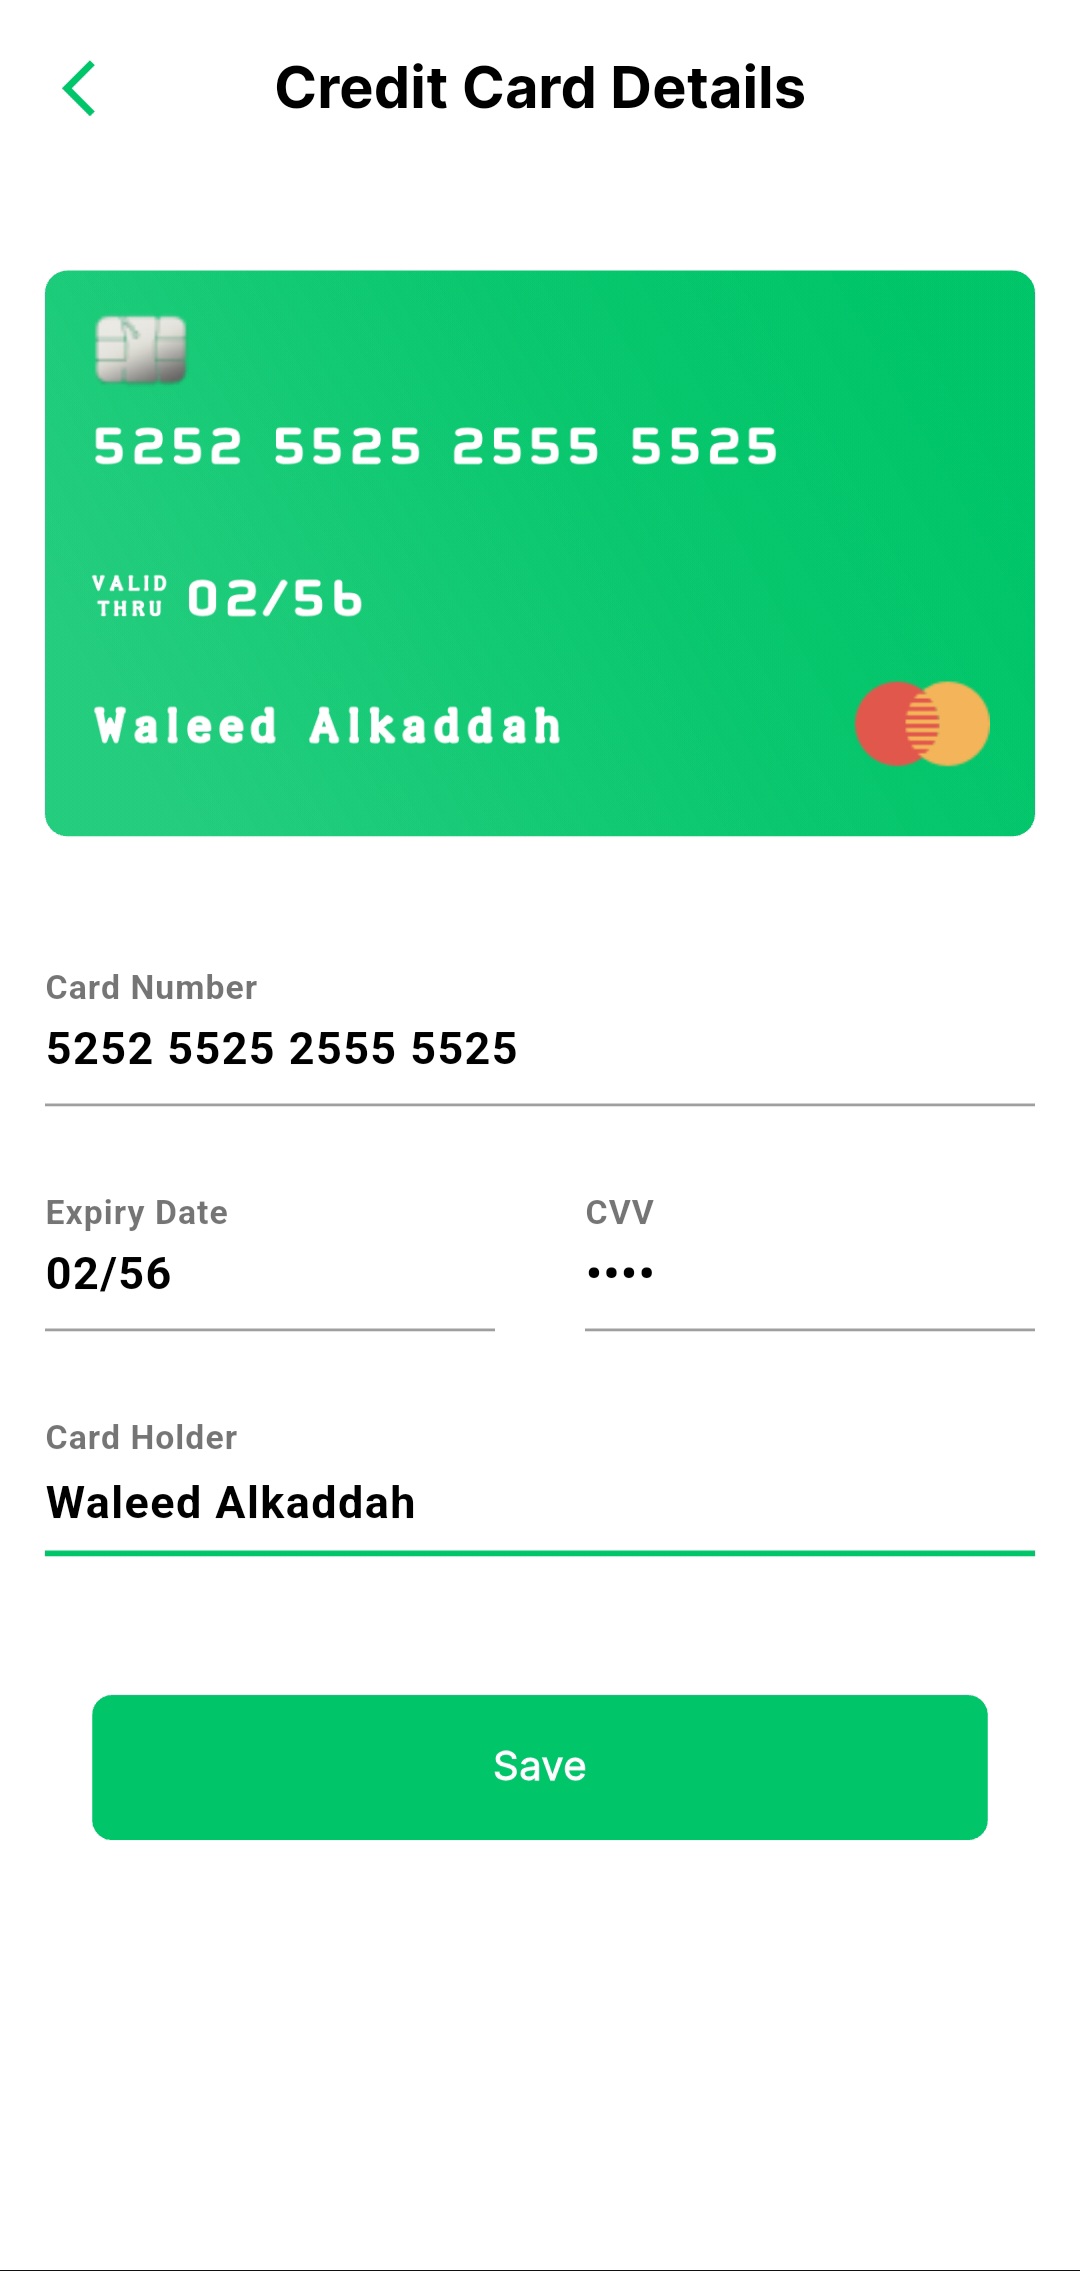 Credit Card Details
5252 5525 2555 5525
VALID
THRU 02/56
Waleed Alkaddah
Card Number
5252 5525 2555 5525
Expiry Date CVV
02/56 ••••
Card Holder
Waleed Alkaddah
Save